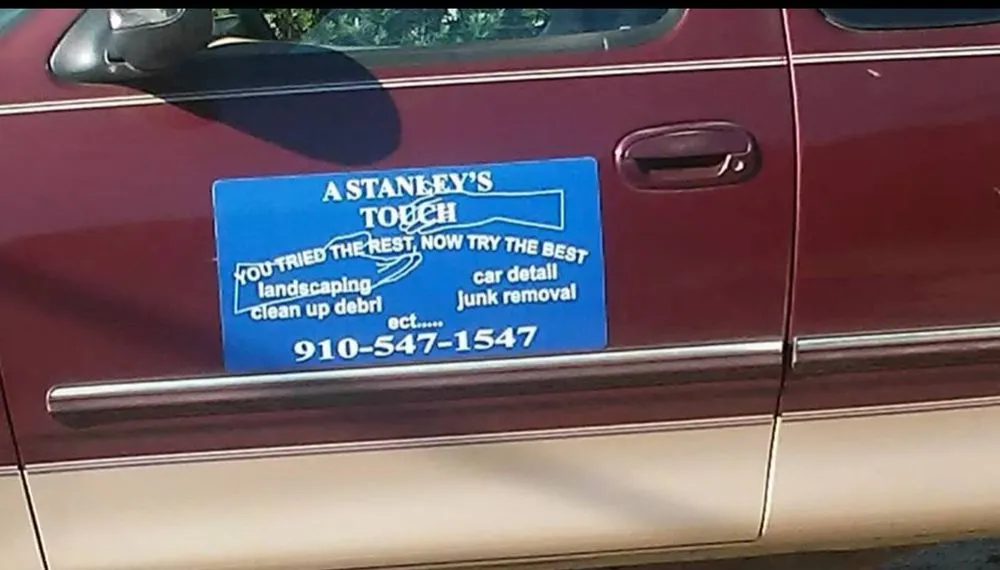 A STANLEY'S
TOUCH
YOU TRIED THE REST, NOW TRY THE BEST
landscaping
clean up debri
car detail
junk removal
ect.....
910-547-1547